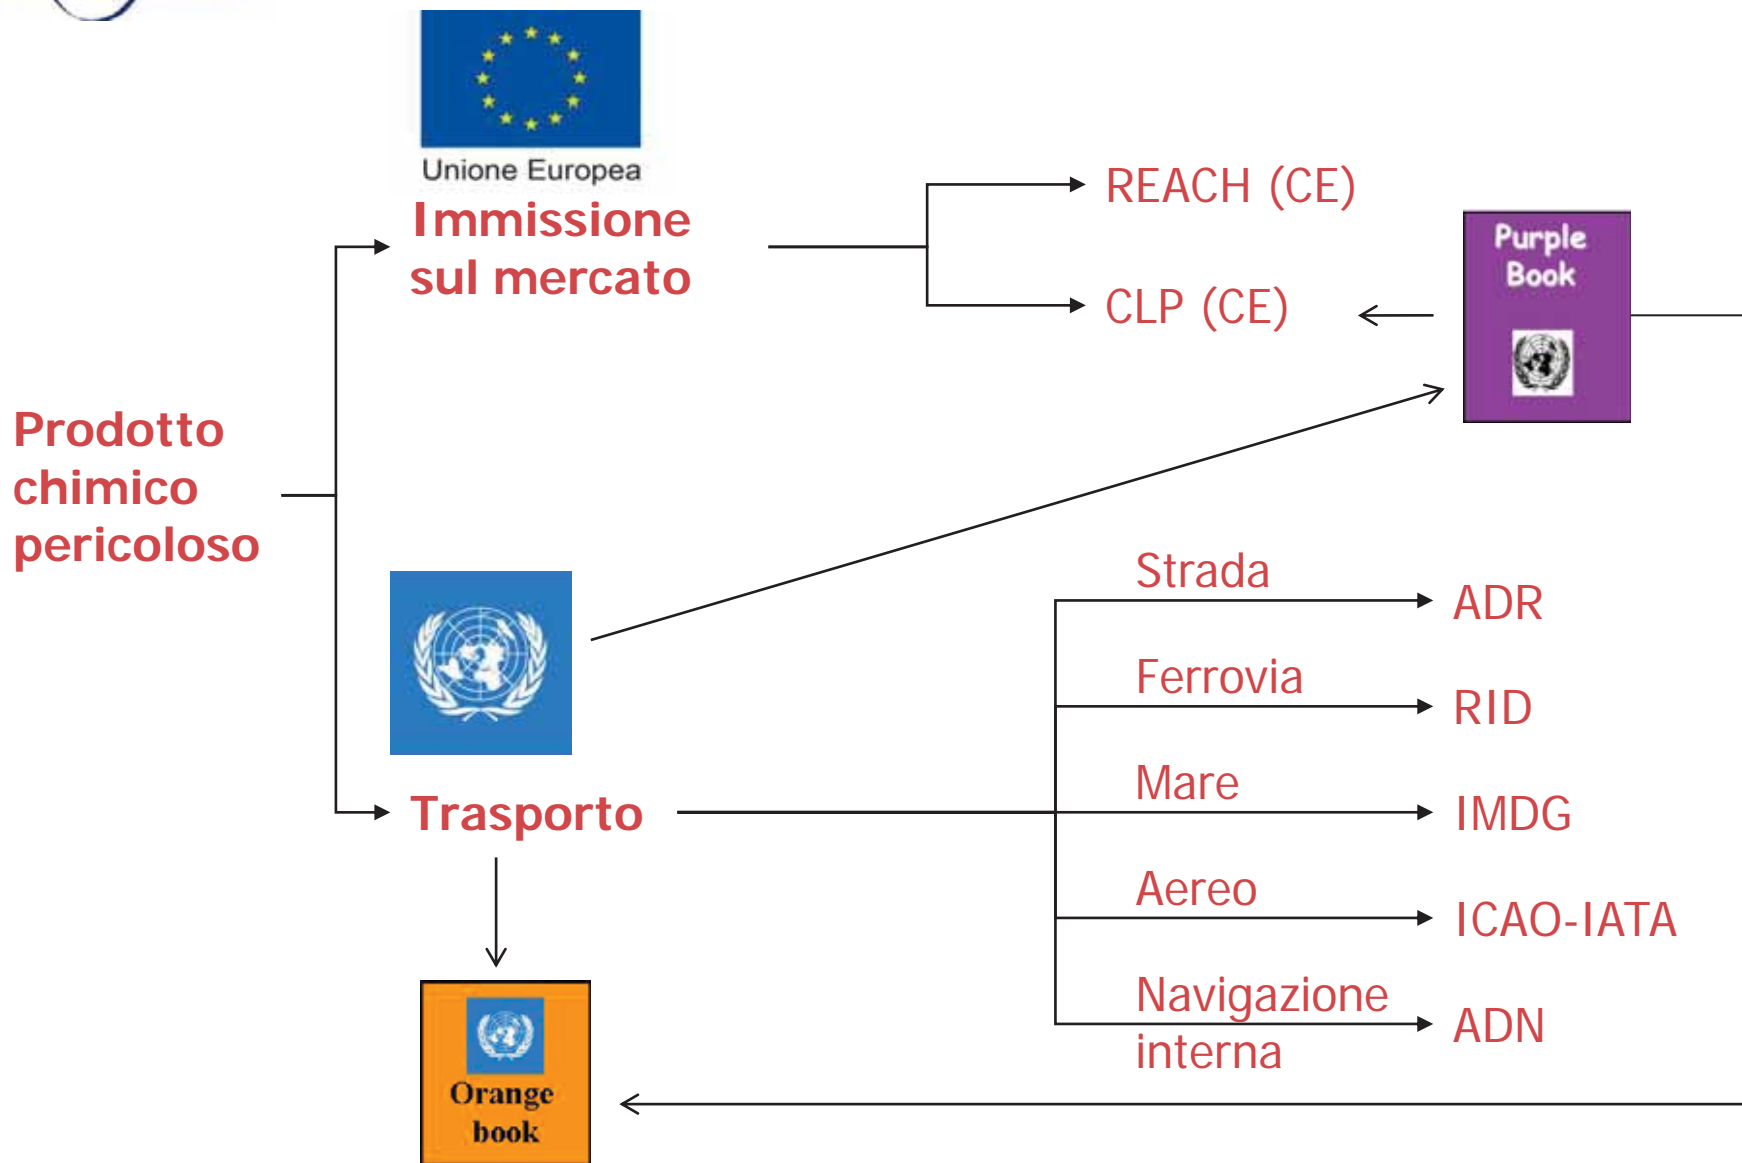 Unione Europea
Immissione
sul mercato
REACH (CE)
CLP (CE)
Purple
Book
Prodotto
chimico
pericoloso
Strada
ADR
Ferrovia
RID
Mare
IMDG
Trasporto
Aereo
ICAO-IATA
Navigazione
interna
ADN
Orange
book